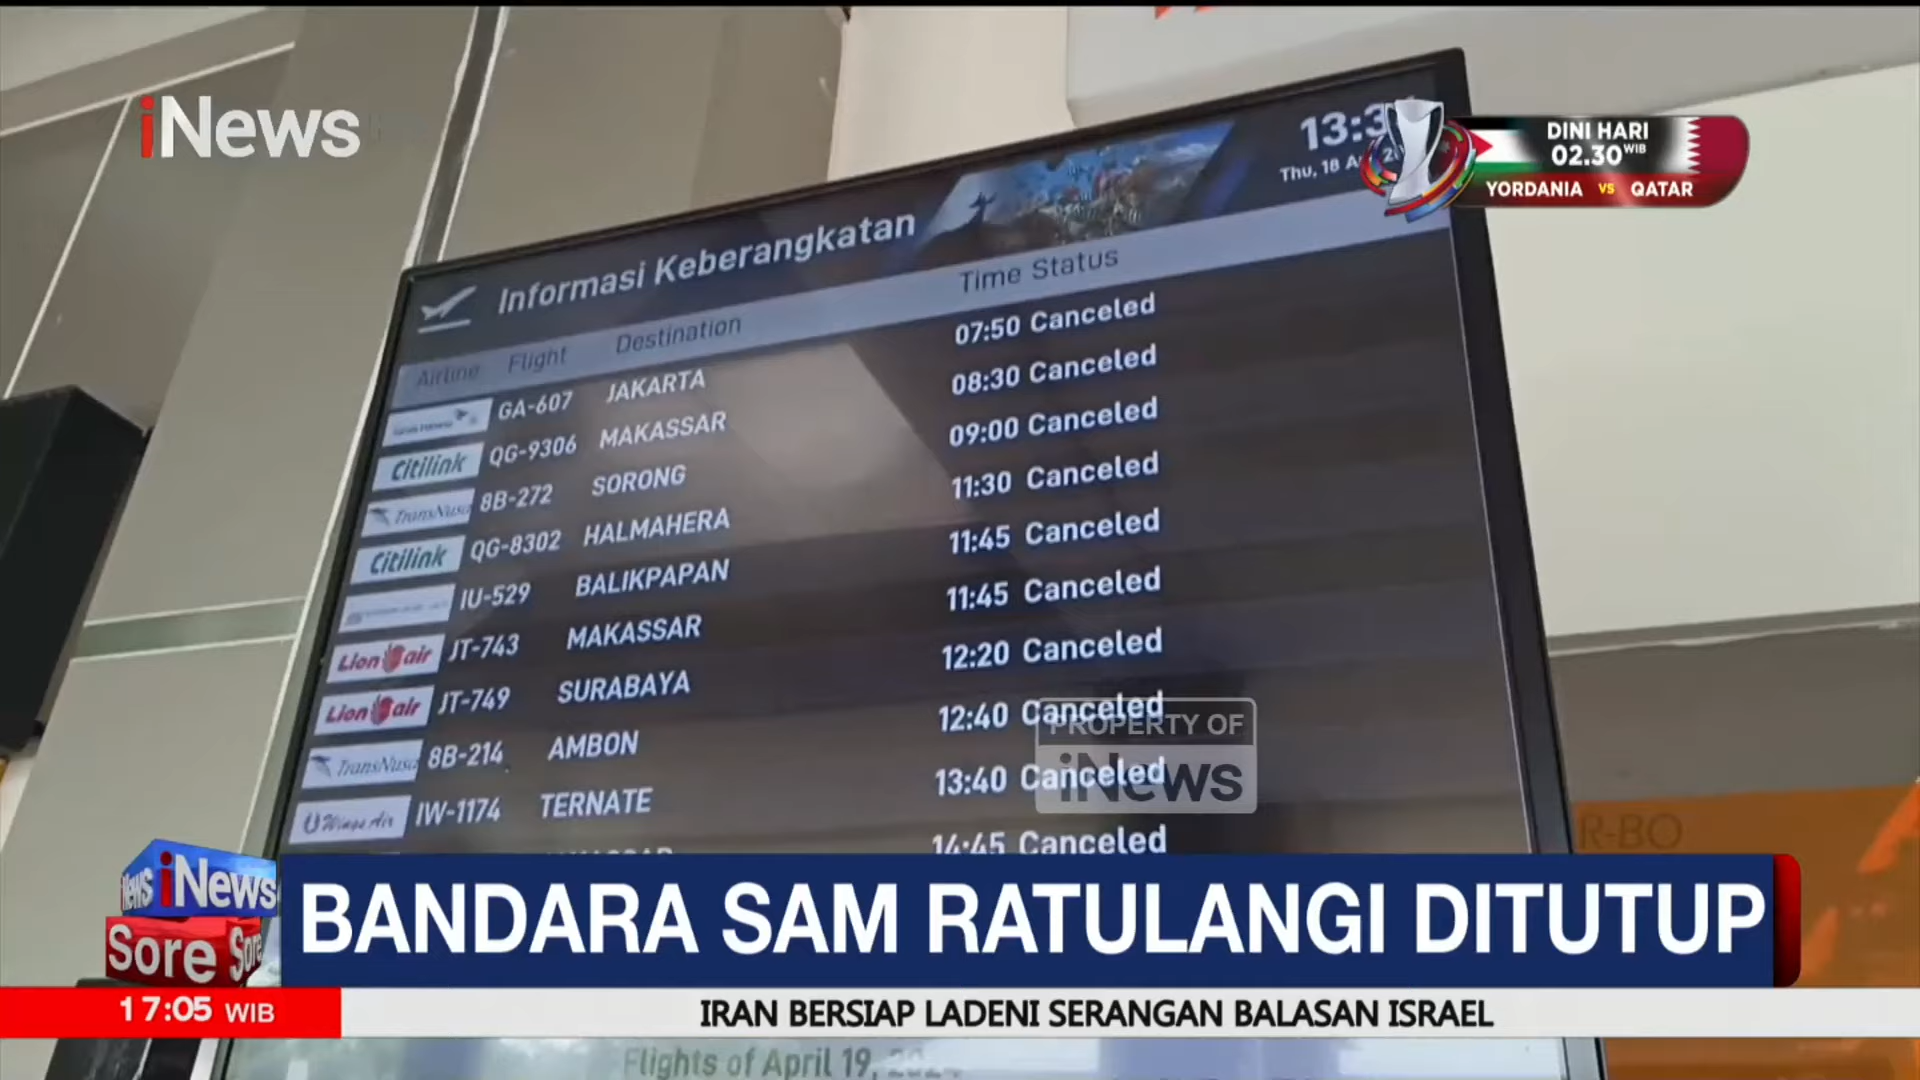 iNews
DINI HARI
02.30 WIB
YORDANIA VS QATAR
Thu, 18
Informasi Keberangkatan
Airline Flight Destination Time Status
GA-607 JAKARTA 07:50 Canceled
Citilink QG-9306 MAKASSAR 08:30 Canceled
TransNusa 8B-272 SORONG 09:00 Canceled
Citilink QG-8302 HALMAHERA 11:30 Canceled
IU-529 BALIKPAPAN 11:45 Canceled
Lion air JT-743 MAKASSAR 11:45 Canceled
Lion air JT-749 SURABAYA 12:20 Canceled
TransNusa 8B-214 AMBON 12:40 Canceled
Wings Air IW-1174 TERNATE 13:40 Canceled
14:45 Canceled
PROPERTY OF
iNews
R-BO
News iNews
Sore Sore
BANDARA SAM RATULANGI DITUTUP
17:05 WIB
IRAN BERSIAP LADENI SERANGAN BALASAN ISRAEL
Flights of April 19,